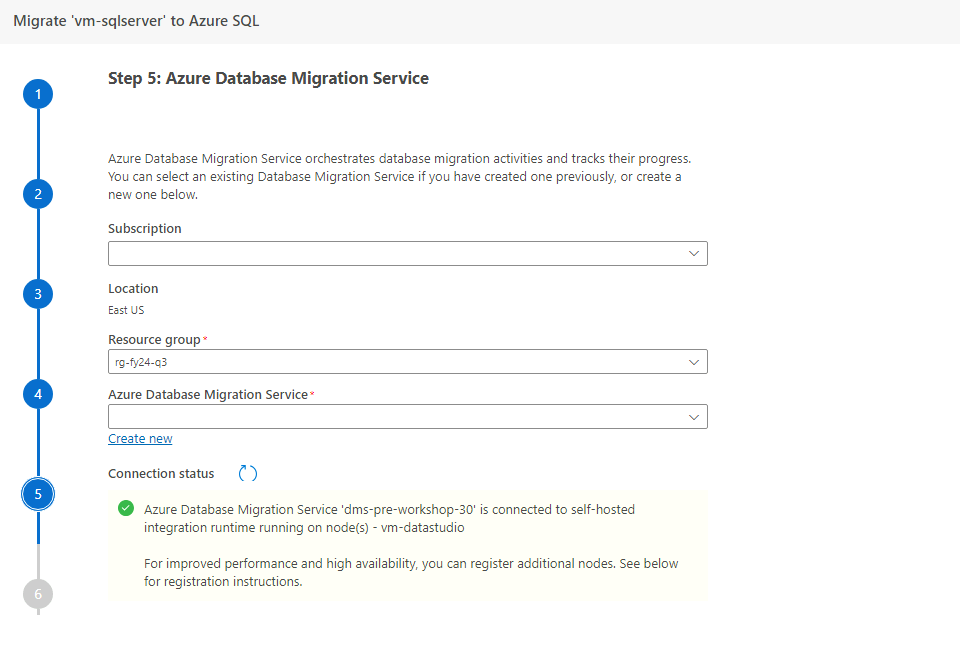 Migrate 'vm-sqlserver' to Azure SQL
Step 5: Azure Database Migration Service
1
Azure Database Migration Service orchestrates database migration activities and tracks their progress.
You can select an existing Database Migration Service if you have created one previously, or create a
new one below.
2
Subscription
Location
3
East US
Resource group*
rg-fy24-q3
4
Azure Database Migration Service*
Create new
Connection status
5
Azure Database Migration Service 'dms-pre-workshop-30' is connected to self-hosted
integration runtime running on node(s) - vm-datastudio
For improved performance and high availability, you can register additional nodes. See below
for registration instructions.
6